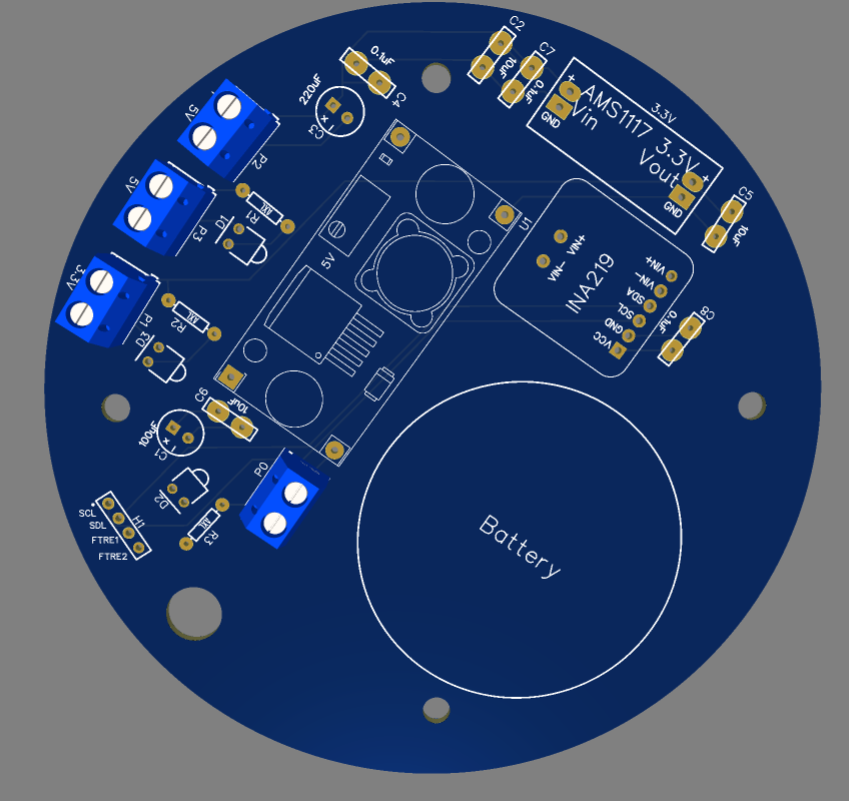 C2
C7
0.1uF
10uF
0.1uF
C4
220uF
C3
+
-
AMS1117 3.3V
3.3V
+
Vin
GND
Vout
+
GND
5V
P2
5V
P3
R1
AXL
D1
U1
5V
C5
10uF
VIN+
VIN-
INA219
VIN+
VIN-
SDA
SCL
GND
VCC
C8
0.1uF
3.3V
P1
R2
AXL
D3
C6
10uF
100uF
C1
+
-
P0
D2
R3
AXL
SCL
SDL
FTRE1
FTRE2
H1
Battery